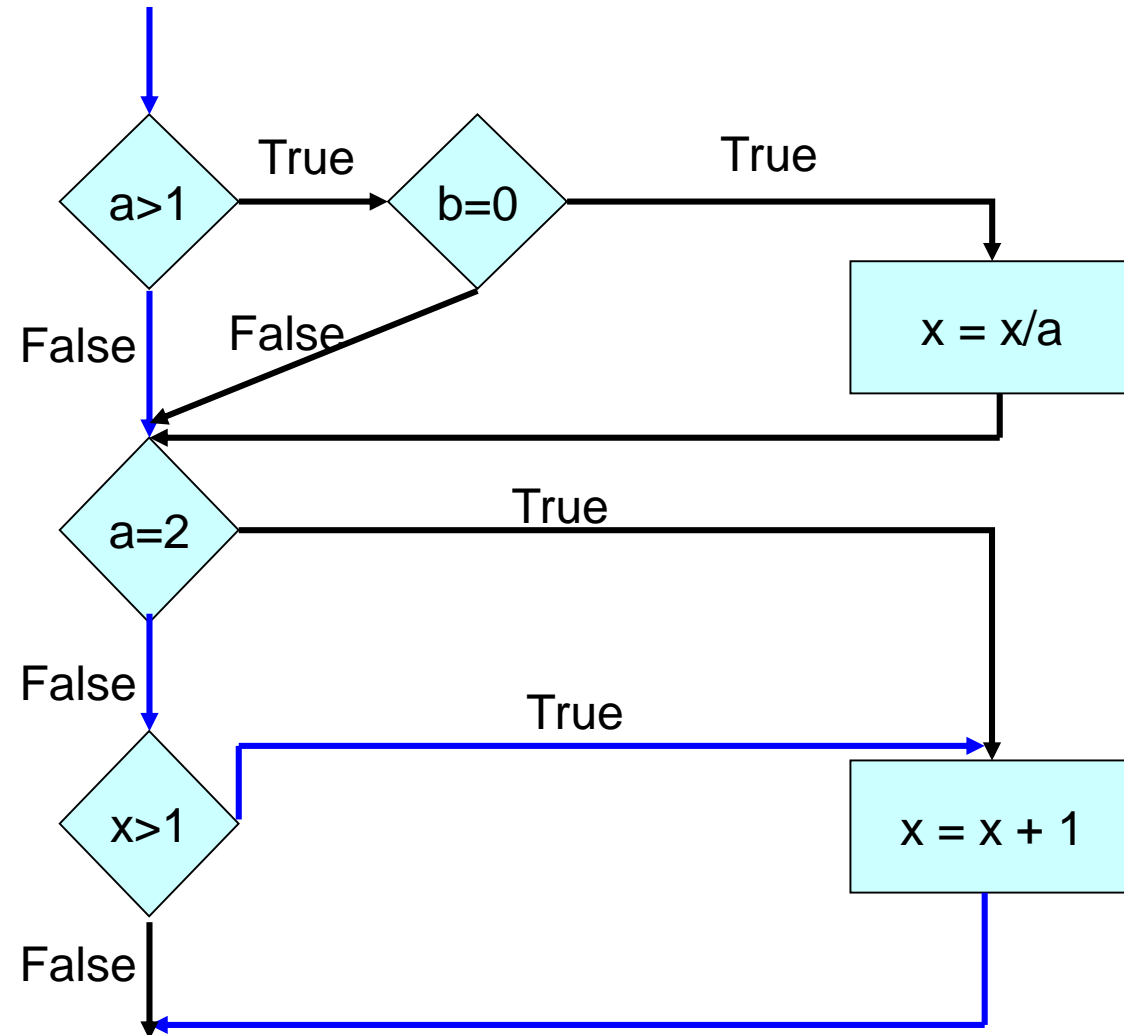 True
True
a>1
b=0
False
False
x = x/a
True
a=2
False
True
x>1
x = x + 1
False